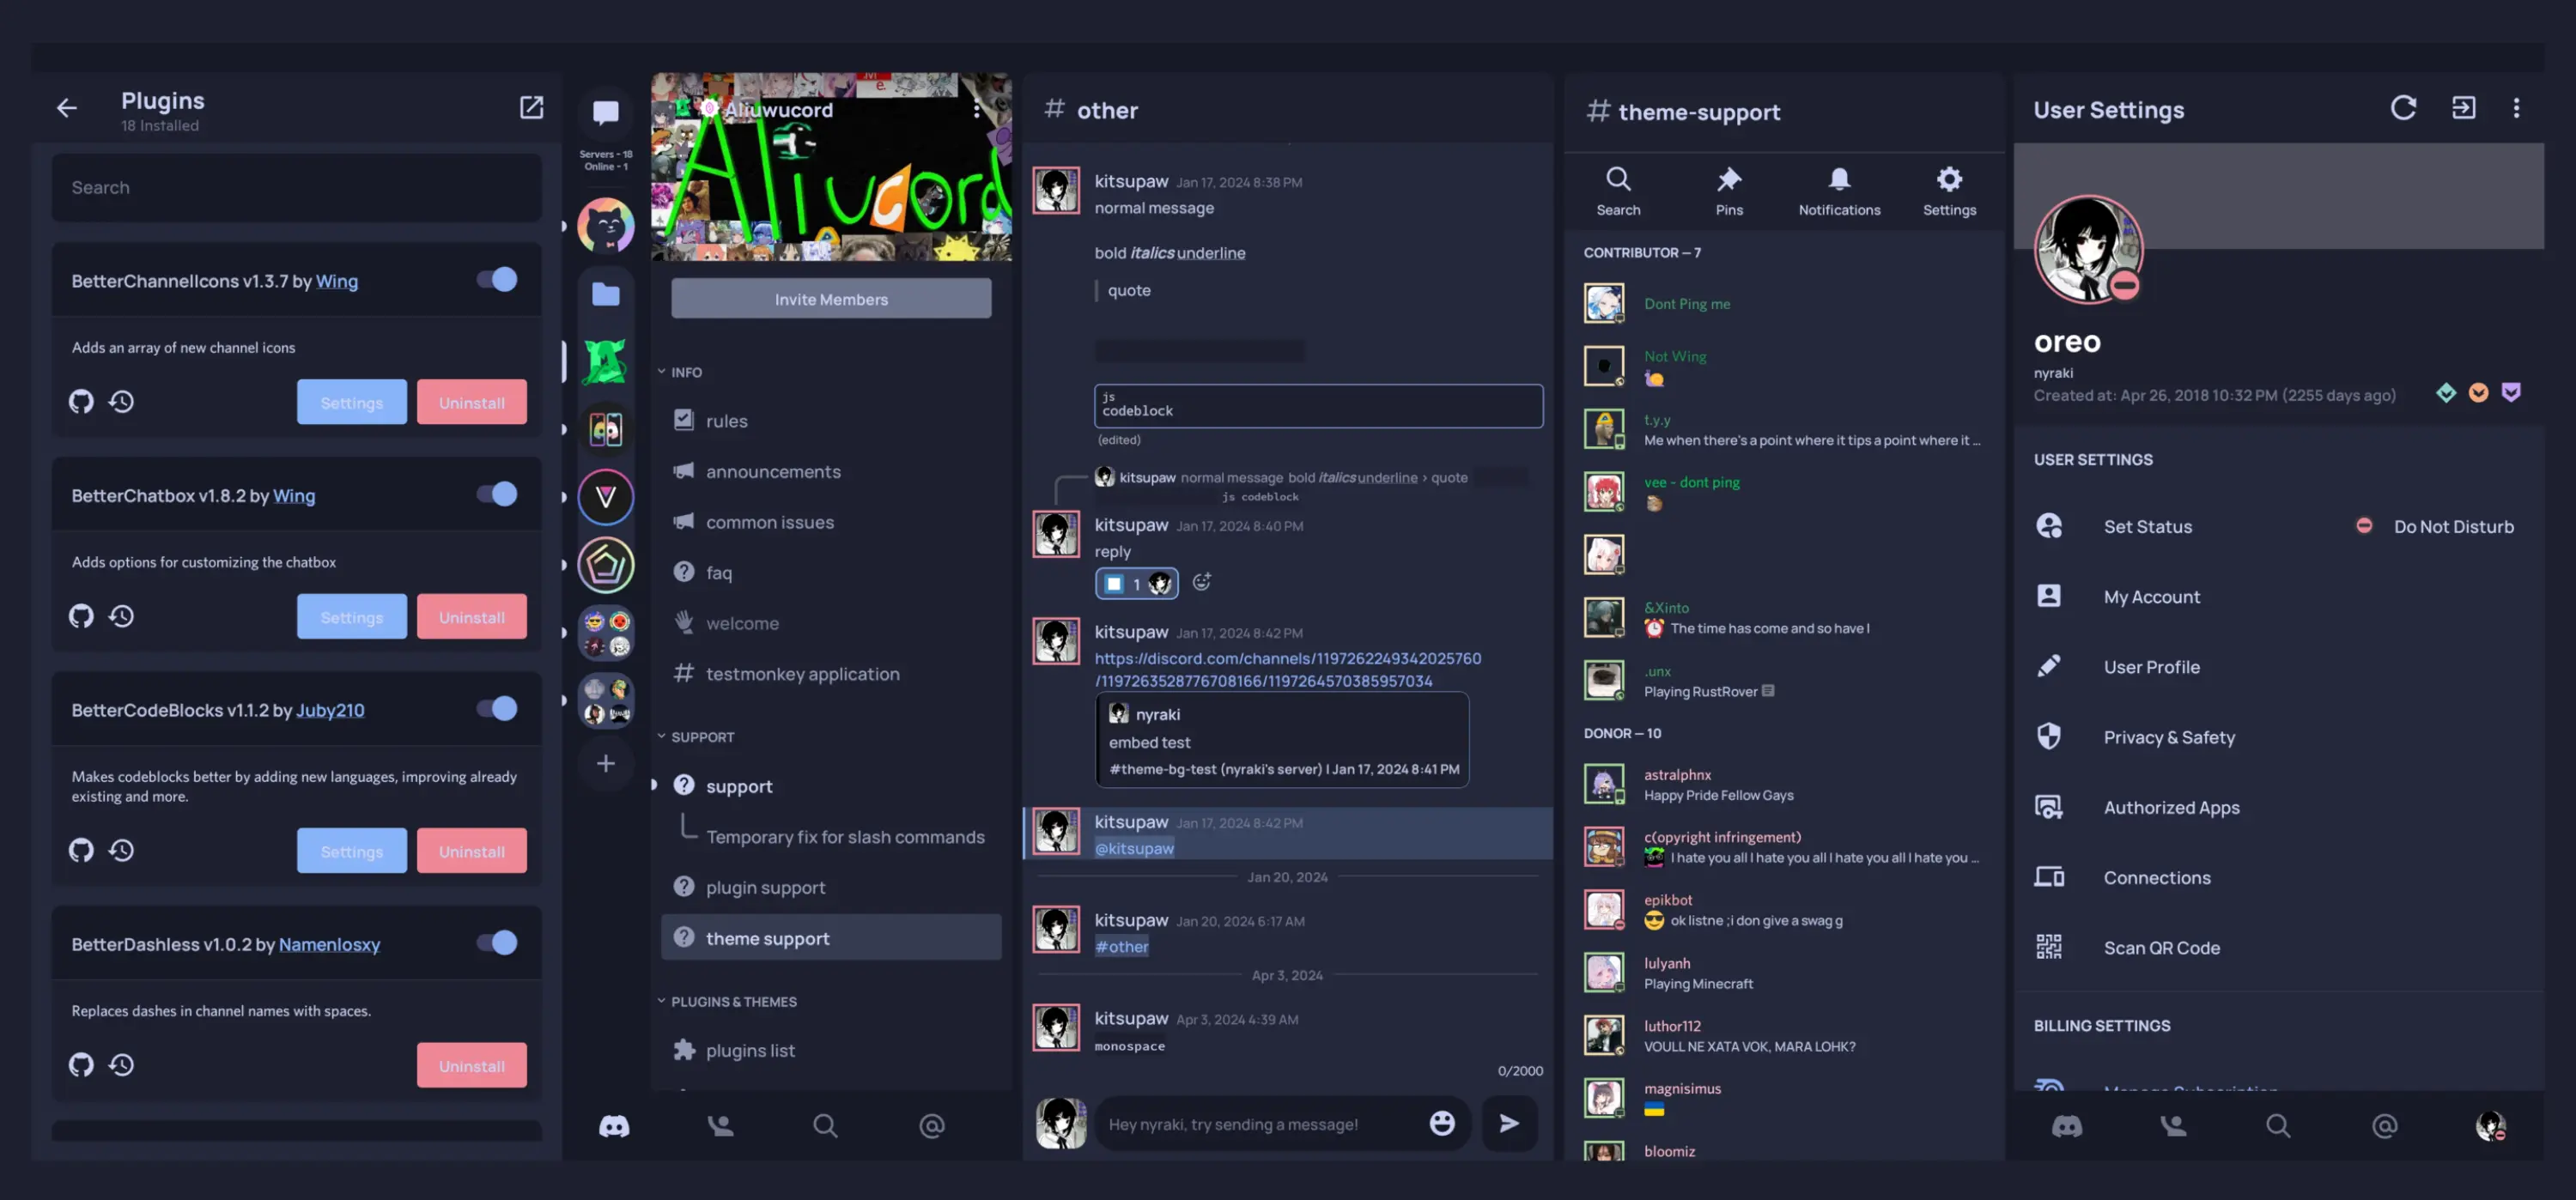 Plugins
18 Installed
Search
BetterChannelIcons v1.3.7 by Wing
Adds an array of new channel icons
Settings
Uninstall
BetterChatbox v1.8.2 by Wing
Adds options for customizing the chatbox
Settings
Uninstall
BetterCodeBlocks v1.1.2 by Juby210
Makes codeblocks better by adding new languages, improving already
existing and more.
Settings
Uninstall
BetterDashless v1.0.2 by Namenlosxy
Replaces dashes in channel names with spaces.
Uninstall
Servers - 18
Online - 1
Aliuwucord
Aliucord
Invite Members
INFO
rules
announcements
common issues
faq
welcome
testmonkey application
SUPPORT
support
Temporary fix for slash commands
plugin support
theme support
PLUGINS & THEMES
plugins list
# other
kitsupaw Jan 17, 2024 8:38 PM
normal message
bold italics underline
quote
js
codeblock
(edited)
kitsupaw normal message bold italics underline › quote
js codeblock
kitsupaw Jan 17, 2024 8:40 PM
reply
1
kitsupaw Jan 17, 2024 8:42 PM
https://discord.com/channels/1197262249342025760
/1197263528776708166/1197264570385957034
nyraki
embed test
#theme-bg-test (nyraki's server) | Jan 17, 2024 8:41 PM
kitsupaw Jan 17, 2024 8:42 PM
@kitsupaw
Jan 20, 2024
kitsupaw Jan 20, 2024 6:17 AM
#other
Apr 3, 2024
kitsupaw Apr 3, 2024 4:39 AM
monospace
0/2000
Hey nyraki, try sending a message!
# theme-support
Search
Pins
Notifications
Settings
CONTRIBUTOR — 7
Dont Ping me
Not Wing
t.y.y
Me when there's a point where it tips a point where it ...
vee - dont ping
&Xinto
The time has come and so have I
.unx
Playing RustRover
DONOR — 10
astralphnx
Happy Pride Fellow Gays
c(opyright infringement)
I hate you all I hate you all I hate you all I hate you ...
epikbot
ok listne ;i don give a swag g
lulyanh
Playing Minecraft
luthor112
VOULL NE XATA VOK, MARA LOHK?
magnisimus
bloomiz
User Settings
oreo
nyraki
Created at: Apr 26, 2018 10:32 PM (2255 days ago)
USER SETTINGS
Set Status
Do Not Disturb
My Account
User Profile
Privacy & Safety
Authorized Apps
Connections
Scan QR Code
BILLING SETTINGS